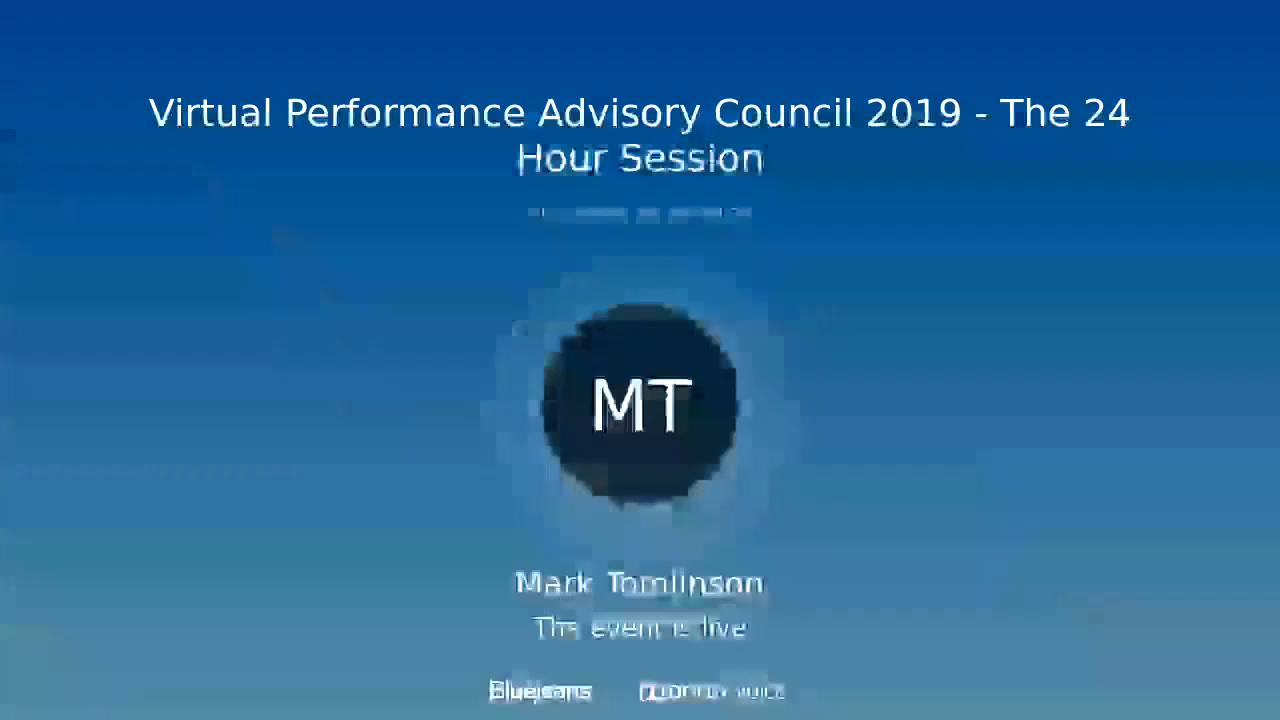 Virtual Performance Advisory Council 2019 - The 24
Hour Session
MT
Mark Tomlinson
The event is live
Bluejeans